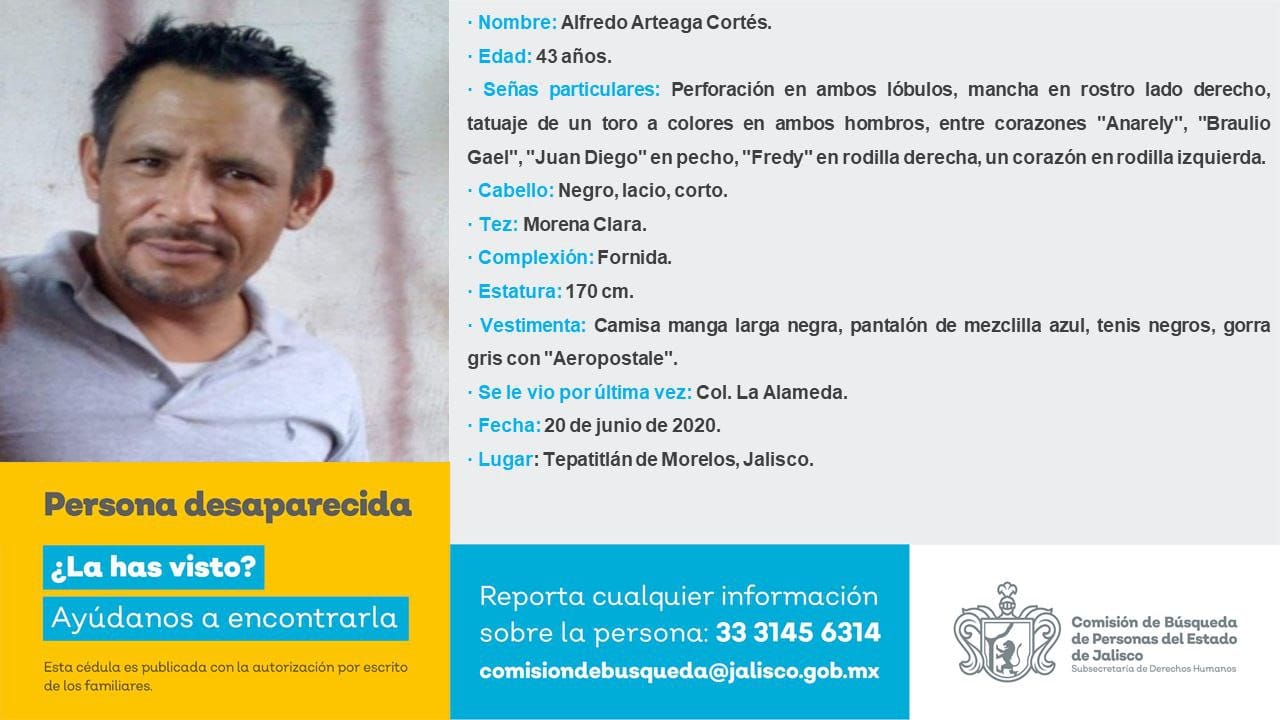 · Nombre: Alfredo Arteaga Cortés.
· Edad: 43 años.
· Señas particulares: Perforación en ambos lóbulos, mancha en rostro lado derecho,
tatuaje de un toro a colores en ambos hombros, entre corazones "Anarely", "Braulio
Gael", "Juan Diego" en pecho, "Fredy" en rodilla derecha, un corazón en rodilla izquierda.
· Cabello: Negro, lacio, corto.
· Tez: Morena Clara.
· Complexión: Fornida.
· Estatura: 170 cm.
· Vestimenta: Camisa manga larga negra, pantalón de mezclilla azul, tenis negros, gorra
gris con "Aeropostale".
· Se le vio por última vez: Col. La Alameda.
· Fecha: 20 de junio de 2020.
· Lugar: Tepatitlán de Morelos, Jalisco.
Persona desaparecida
¿La has visto?
Ayúdanos a encontrarla
Esta cédula es publicada con la autorización por escrito
de los familiares.
Reporta cualquier información
sobre la persona: 33 3145 6314
comisiondebusqueda@jalisco.gob.mx
Comisión de Búsqueda
de Personas del Estado
de Jalisco
Subsecretaría de Derechos Humanos